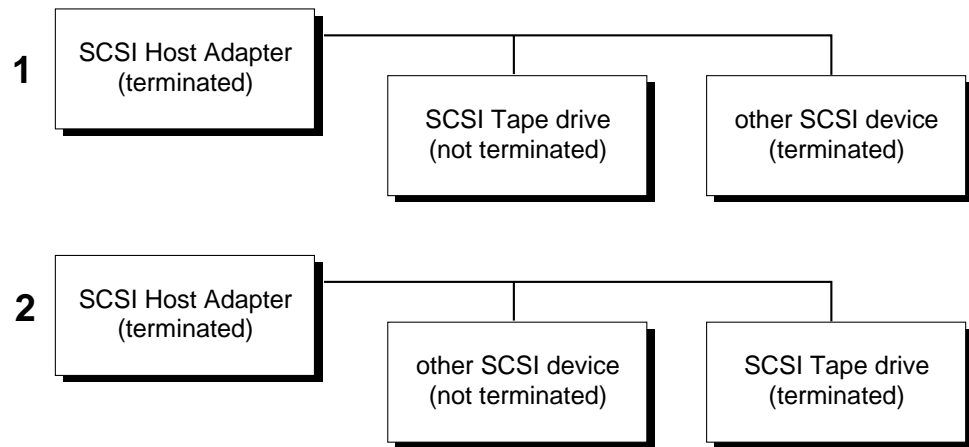 1
SCSI Host Adapter
(terminated)
SCSI Tape drive
(not terminated)
other SCSI device
(terminated)
2
SCSI Host Adapter
(terminated)
other SCSI device
(not terminated)
SCSI Tape drive
(terminated)